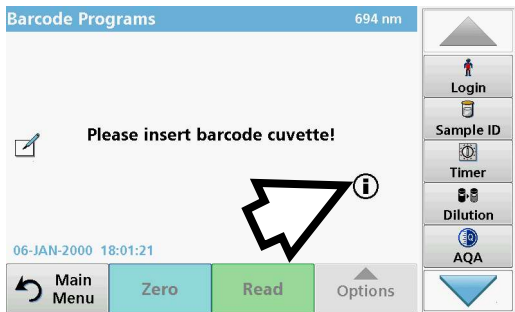 Barcode Programs 694 nm
Please insert barcode cuvette!
i
06-JAN-2000 18:01:21
Main
Menu
Zero
Read
Options
Login
Sample ID
Timer
Dilution
AQA